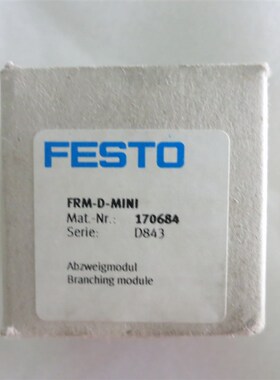 FESTO
FRM-D-MINI
Mat.-Nr.: 170684
Serie: D843
Abzweigmodul
Branching module